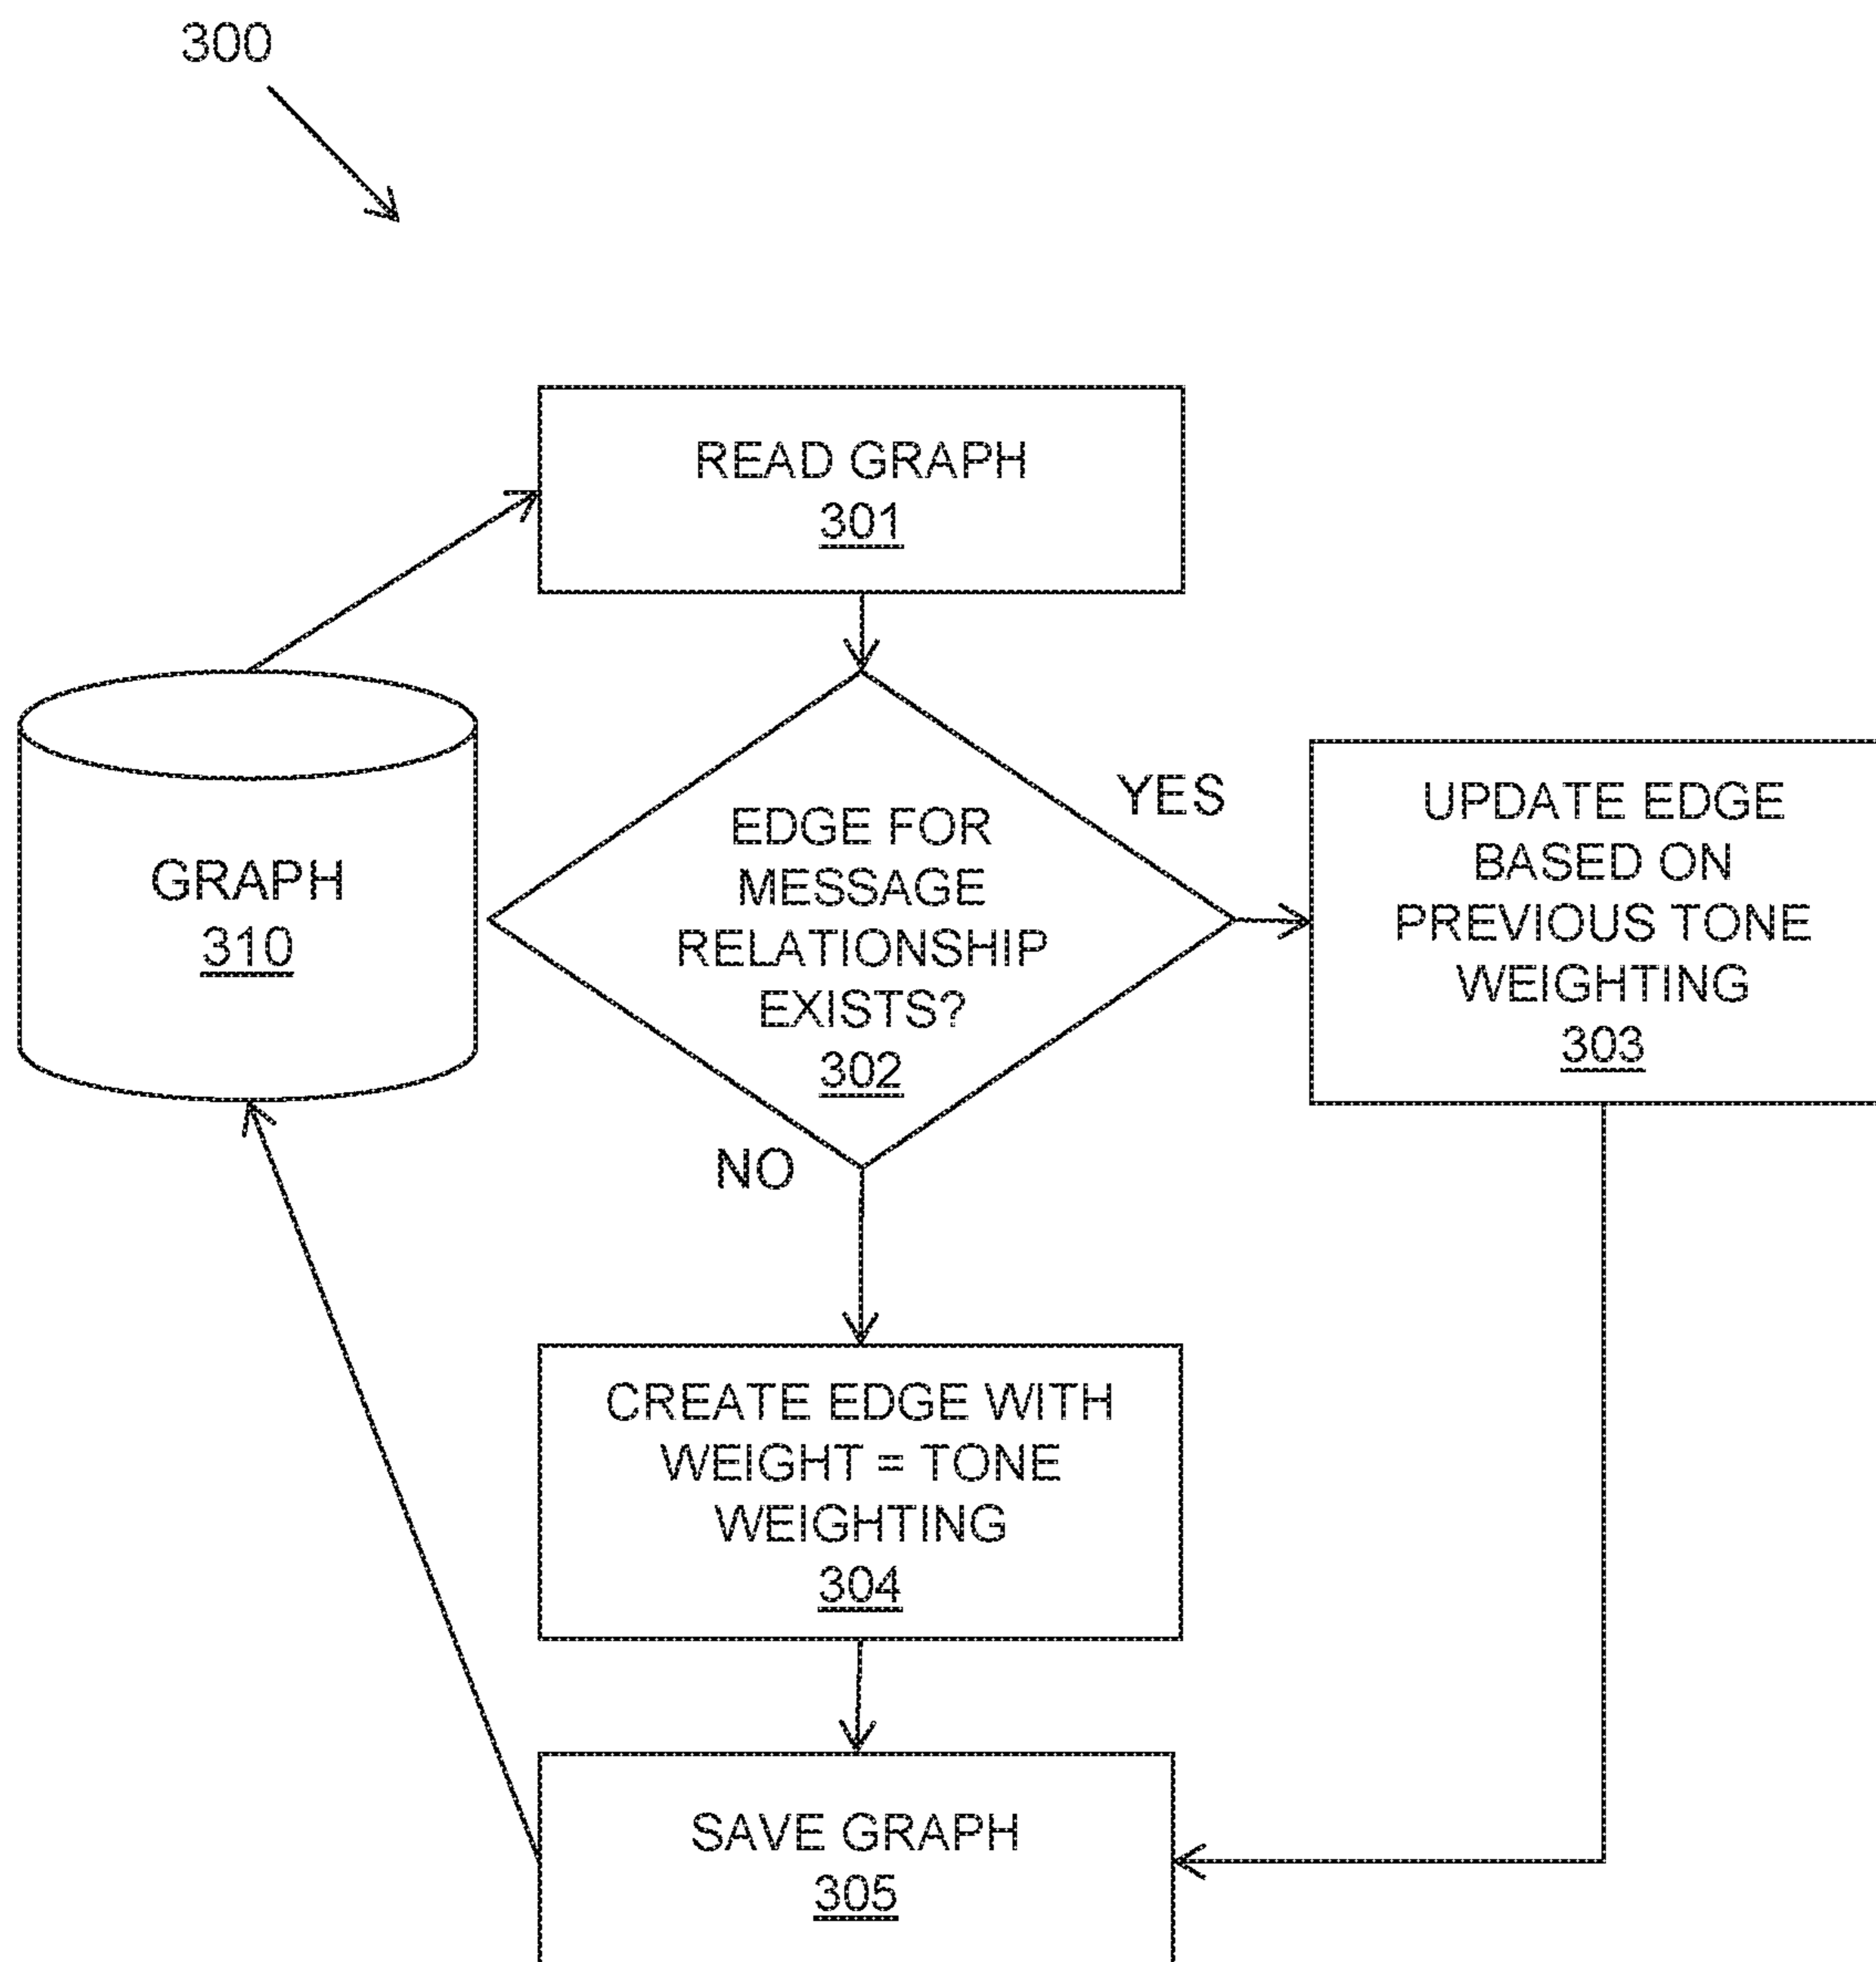 300
READ GRAPH
301
GRAPH
310
EDGE FOR
MESSAGE
RELATIONSHIP
EXISTS?
302
YES
UPDATE EDGE
BASED ON
PREVIOUS TONE
WEIGHTING
303
NO
CREATE EDGE WITH
WEIGHT = TONE
WEIGHTING
304
SAVE GRAPH
305